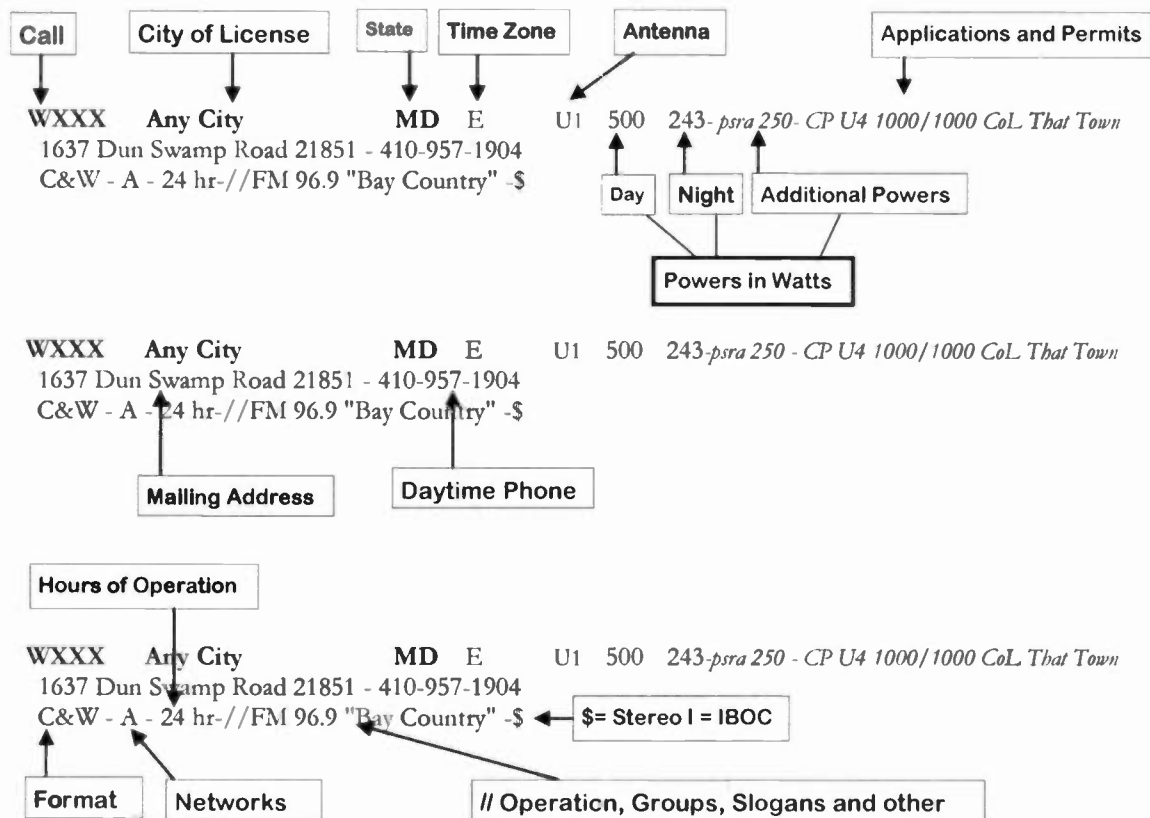 Call City of License State Time Zone Antenna Applications and Permits
WXXX Any City MD E U1 500 243-psra 250- CP U4 1000/1000 CoL That Town
1637 Dun Swamp Road 21851 - 410-957-1904
C&W - A - 24 hr-//FM 96.9 "Bay Country" -$
Day Night Additional Powers
Powers in Watts
WXXX Any City MD E U1 500 243-psra 250 - CP U4 1000/1000 CoL That Town
1637 Dun Swamp Road 21851 - 410-957-1904
C&W - A - 24 hr-//FM 96.9 "Bay Country" -$
Mailing Address Daytime Phone
Hours of Operation
WXXX Any City MD E U1 500 243-psra 250 - CP U4 1000/1000 CoL That Town
1637 Dun Swamp Road 21851 - 410-957-1904
C&W - A - 24 hr-//FM 96.9 "Bay Country" -$ $= Stereo I = IBOC
Format Networks // Operaticn, Groups, Slogans and other